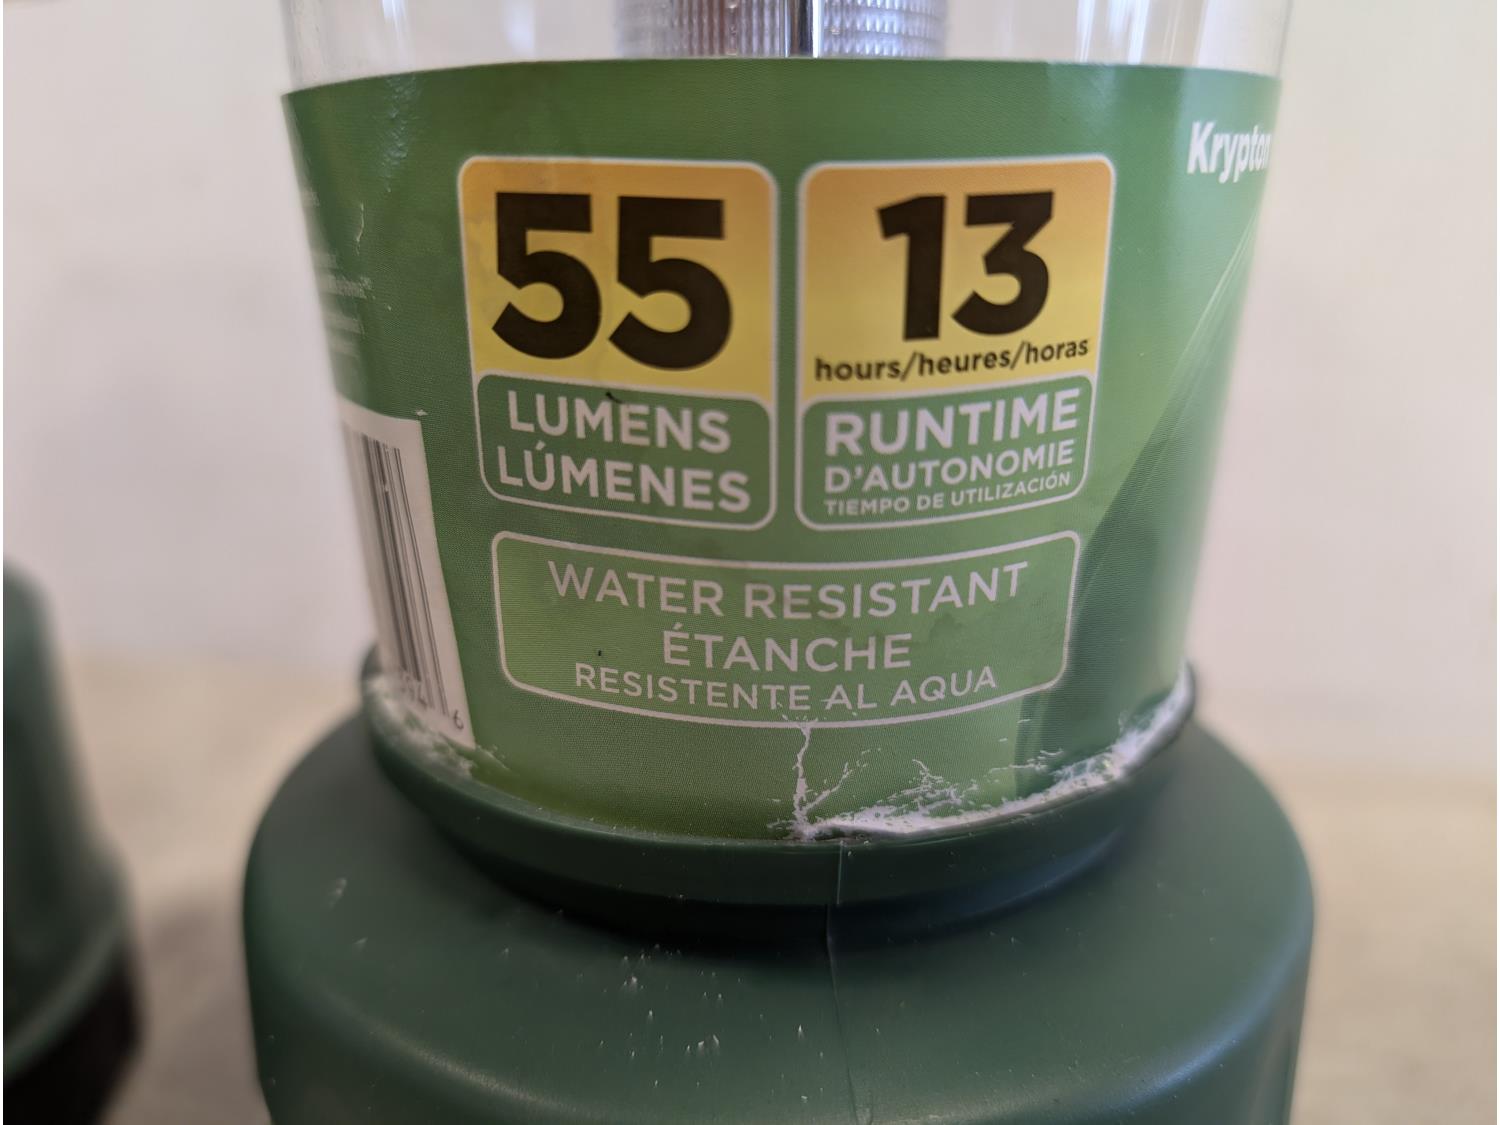 Krypton
55
LUMENS
LÚMENES
13
hours/heures/horas
RUNTIME
D'AUTONOMIE
TIEMPO DE UTILIZACIÓN
WATER RESISTANT
ÉTANCHE
RESISTENTE AL AQUA
6